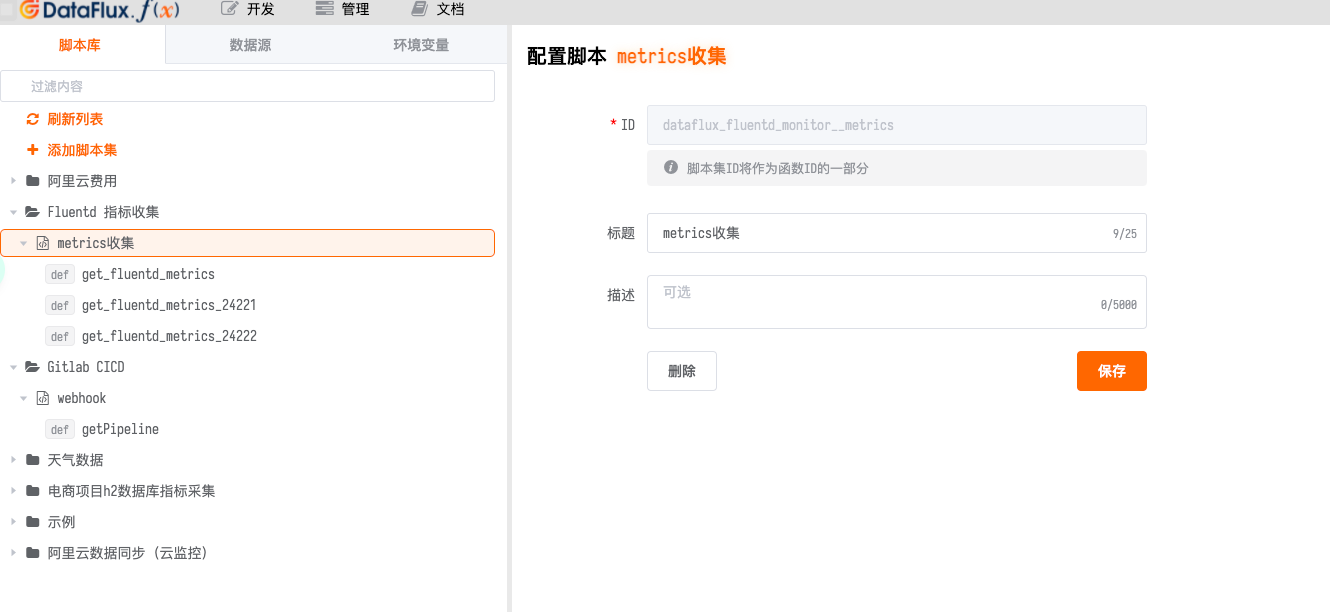 DataFlux.f(x)
开发
管理
文档
脚本库
数据源
环境变量
过滤内容
刷新列表
添加脚本集
阿里云费用
Fluentd 指标收集
metrics收集
def get_fluentd_metrics
def get_fluentd_metrics_24221
def get_fluentd_metrics_24222
Gitlab CICD
webhook
def getPipeline
天气数据
电商项目h2数据库指标采集
示例
阿里云数据同步（云监控）
配置脚本 metrics收集
* ID
dataflux_fluentd_monitor__metrics
脚本集ID将作为函数ID的一部分
标题
metrics收集
9/25
描述
可选
0/5000
删除
保存